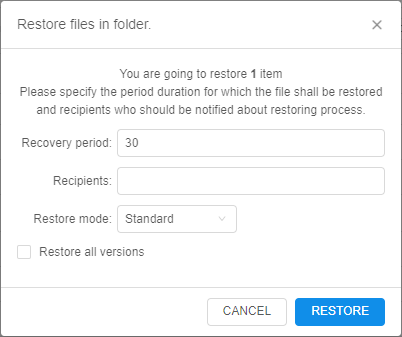 Restore files in folder.
You are going to restore 1 item
Please specify the period duration for which the file shall be restored
and recipients who should be notified about restoring process.
Recovery period: 30
Recipients:
Restore mode: Standard
Restore all versions
CANCEL RESTORE